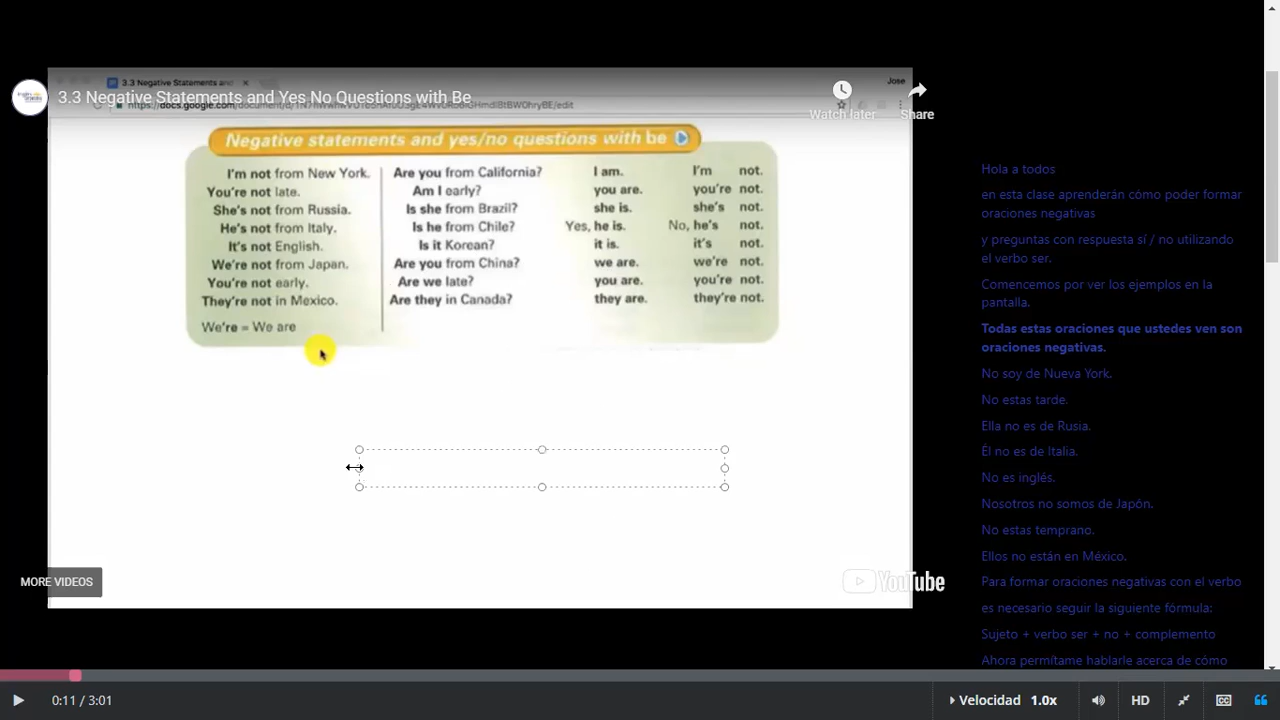 3.3 Negative Statements and
Jose
3.3 Negative Statements and Yes No Questions with Be
Watch later
Share
Negative statements and yes/no questions with be
I'm not from New York.
You're not late.
She's not from Russia.
He's not from Italy.
It's not English.
We're not from Japan.
You're not early.
They're not in Mexico.
We're = We are
Are you from California?
Am I early?
Is she from Brazil?
Is he from Chile?
Is it Korean?
Are you from China?
Are we late?
Are they in Canada?
I am.
you are.
she is.
Yes, he is.
it is.
we are.
you are.
they are.
I'm not.
you're not.
she's not.
No, he's not.
it's not.
we're not.
you're not.
they're not.
MORE VIDEOS
YouTube
Hola a todos
en esta clase aprenderán cómo poder formar
oraciones negativas
y preguntas con respuesta sí / no utilizando
el verbo ser.
Comencemos por ver los ejemplos en la
pantalla.
Todas estas oraciones que ustedes ven son
oraciones negativas.
No soy de Nueva York.
No estas tarde.
Ella no es de Rusia.
Él no es de Italia.
No es inglés.
Nosotros no somos de Japón.
No estas temprano.
Ellos no están en México.
Para formar oraciones negativas con el verbo
es necesario seguir la siguiente fórmula:
Sujeto + verbo ser + no + complemento
Ahora permítame hablarle acerca de cómo
0:11 / 3:01
Velocidad 1.0x
HD
CC